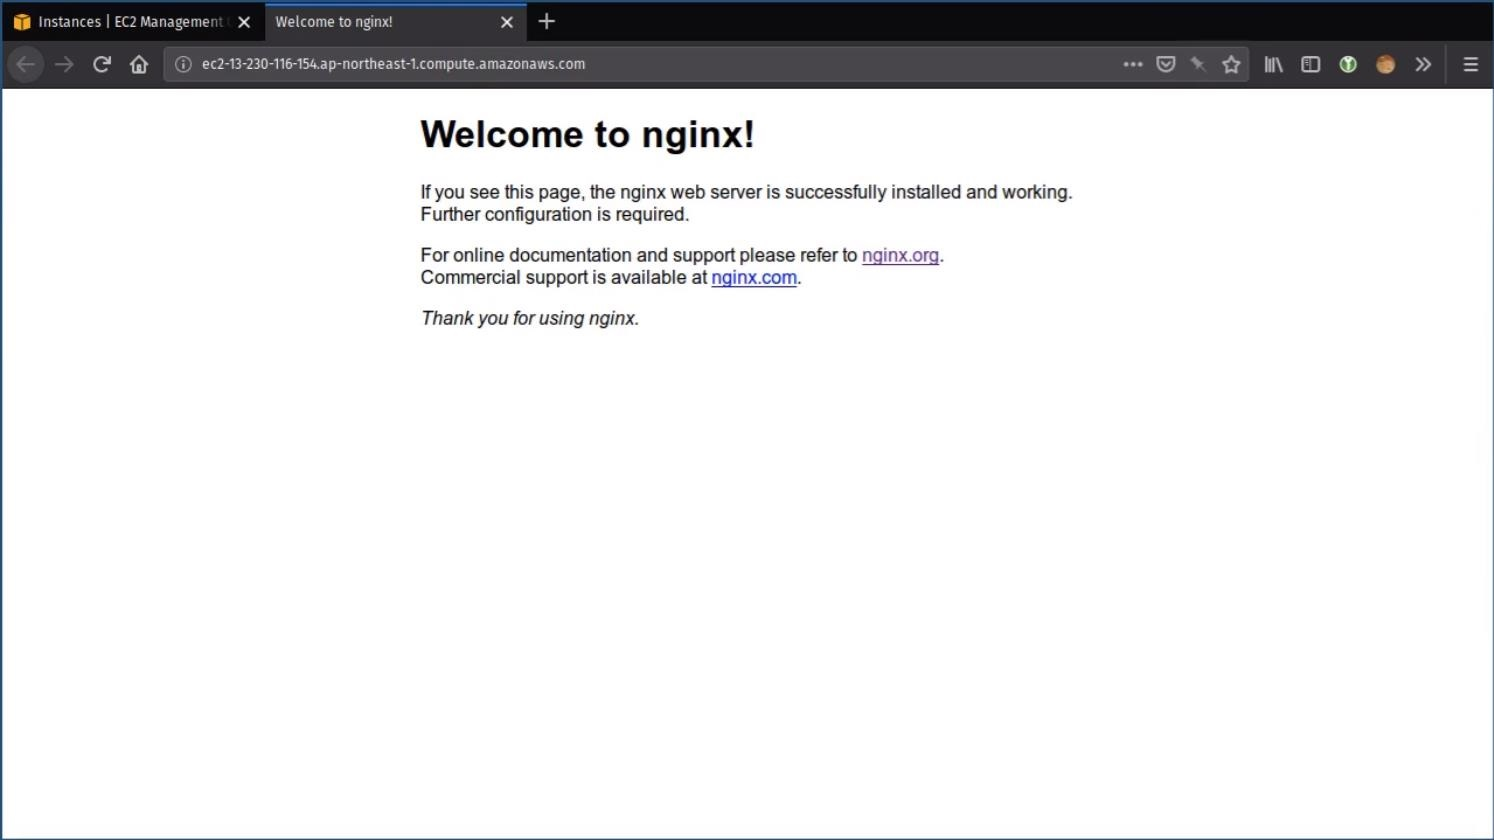 Instances | EC2 Management
Welcome to nginx!
ec2-13-230-116-154.ap-northeast-1.compute.amazonaws.com
Welcome to nginx!
If you see this page, the nginx web server is successfully installed and working.
Further configuration is required.
For online documentation and support please refer to nginx.org.
Commercial support is available at nginx.com.
Thank you for using nginx.